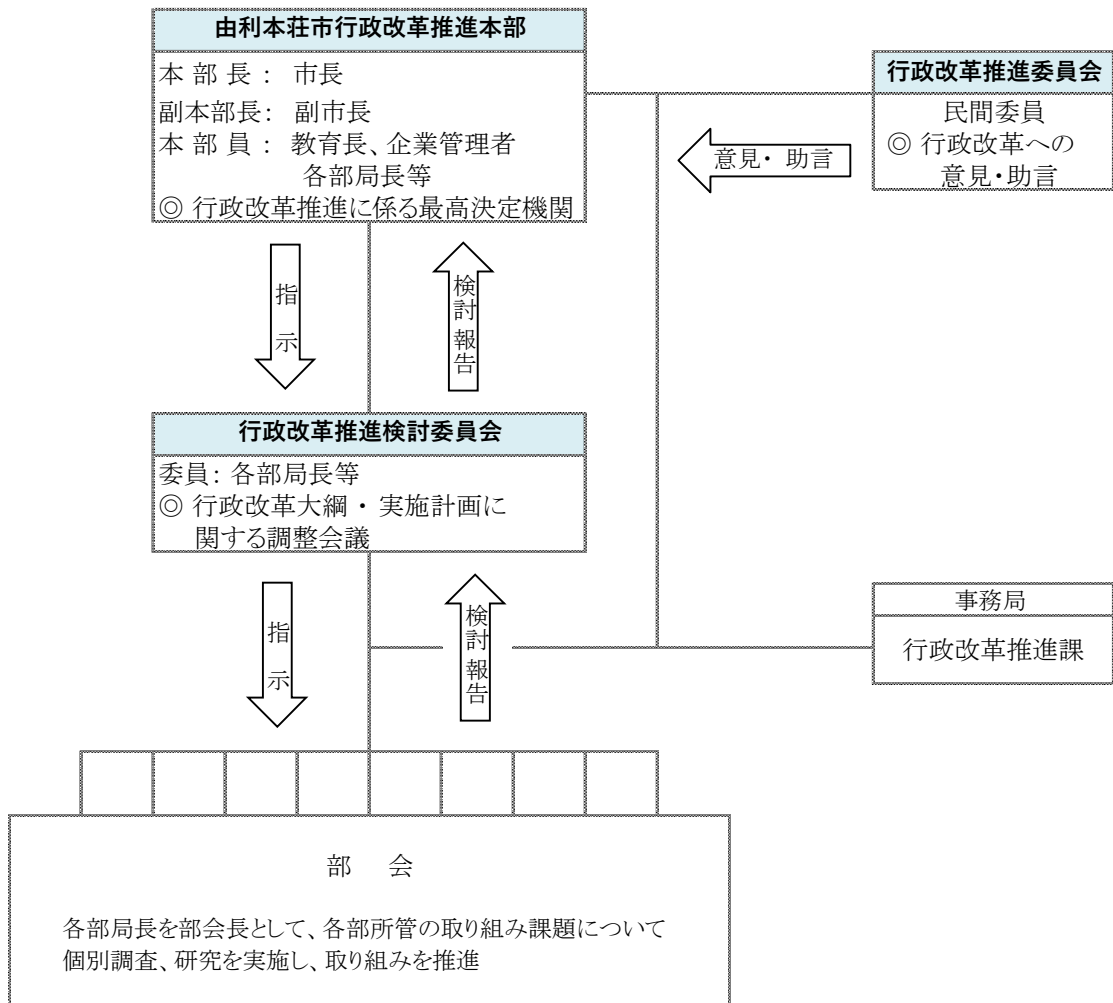 由利本荘市行政改革推進本部
本 部 長 ： 市長
副本部長： 副市長
本 部 員 ： 教育長、企業管理者
各部局長等
◎ 行政改革推進に係る最高決定機関
行政改革推進委員会
民間委員
◎ 行政改革への
意見・助言
意見・ 助言
指示
検討報告
行政改革推進検討委員会
委員： 各部局長等
◎ 行政改革大綱 ・ 実施計画に
関する調整会議
指示
検討報告
事務局
行政改革推進課
部 会
各部局長を部会長として、各部所管の取り組み課題について
個別調査、研究を実施し、取り組みを推進